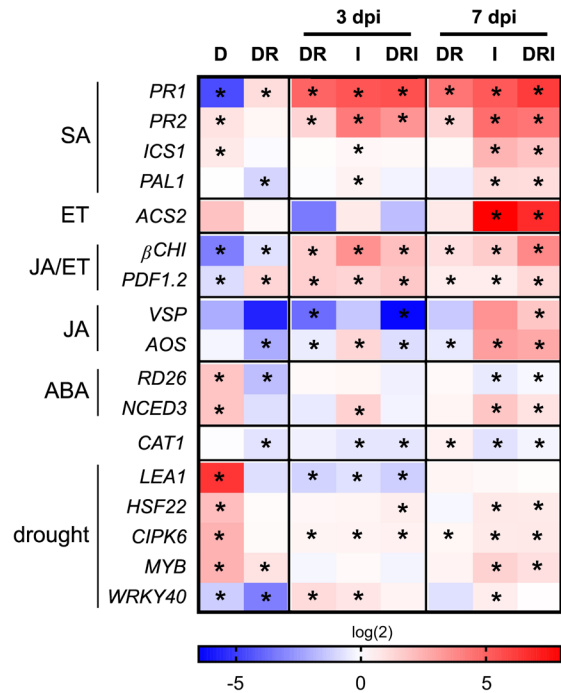 3 dpi 7 dpi
D DR DR I DRI DR I DRI
SA
PR1 * * * * * * * *
PR2 * * * * * * *
ICS1 * * * *
PAL1 * * * *
ET
ACS2 * *
JA/ET
βCHI * * * * * * * *
PDF1.2 * * * * * * * *
JA
VSP * * *
AOS * * * * * * *
ABA
RD26 * * * *
NCED3 * * * *
CAT1 * * * * * *
drought
LEA1 * * * *
HSF22 * * * *
CIPK6 * * * * * * *
MYB * * * *
WRKY40 * * * * *
log(2)
-5 0 5